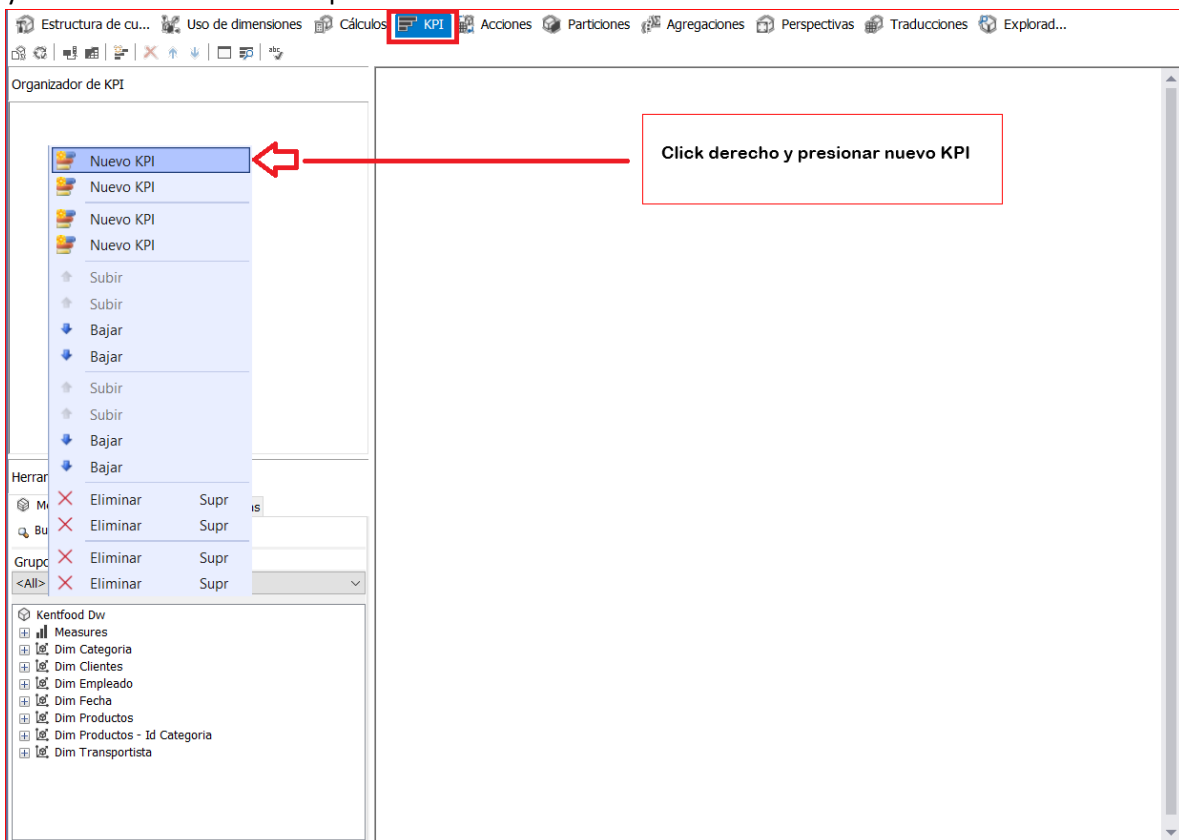 Estructura de cu... Uso de dimensiones Cálculos KPI Acciones Particiones Agregaciones Perspectivas Traducciones Explorad...
Organizador de KPI
Click derecho y presionar nuevo KPI
Nuevo KPI
Nuevo KPI
Nuevo KPI
Nuevo KPI
Subir
Subir
Bajar
Bajar
Subir
Subir
Bajar
Bajar
Herrar
Eliminar Supr
Eliminar Supr
Eliminar Supr
Eliminar Supr
Bu
Grupo
<All>
Kentfood Dw
Measures
Dim Categoria
Dim Clientes
Dim Empleado
Dim Fecha
Dim Productos
Dim Productos - Id Categoria
Dim Transportista